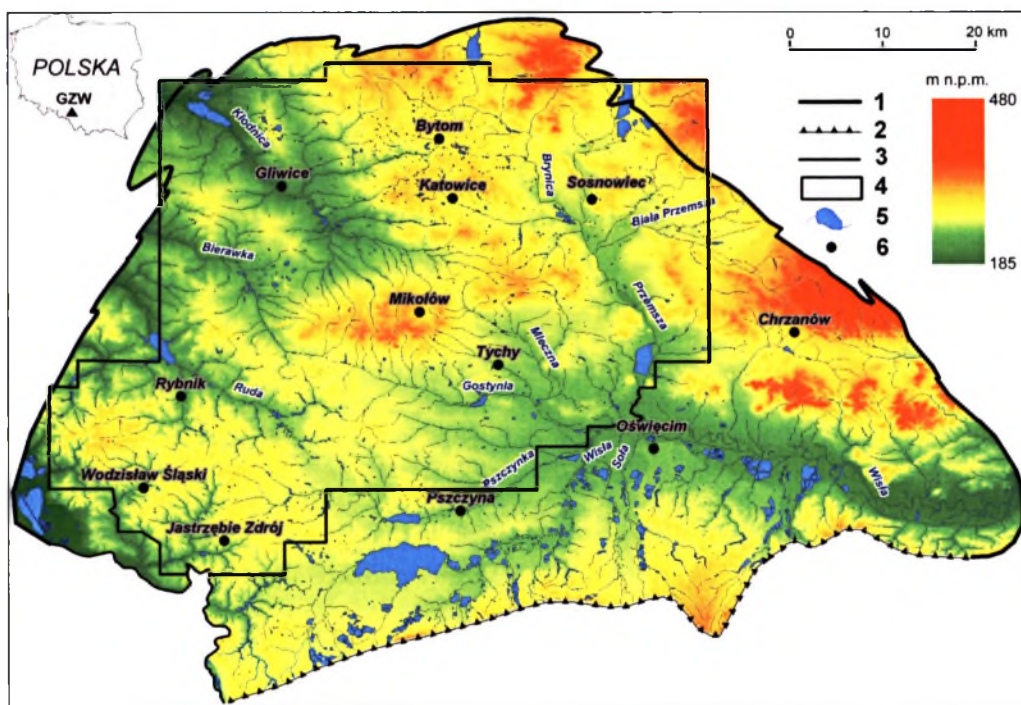 POLSKA
GZW
0 10 20 km
m n.p.m.
480
185
1
2
3
4
5
6
Kłodnica
Bytom
Gliwice
Katowice
Brynica
Sosnowiec
Biała Przemsza
Bierawka
Mikołów
Przemsza
Chrzanów
Mleczna
Tychy
Gostynia
Rybnik
Ruda
Oświęcim
Wisła
Soła
Pszczynka
Wisła
Wodzisław Śląski
Pszczyna
Jastrzębie Zdrój